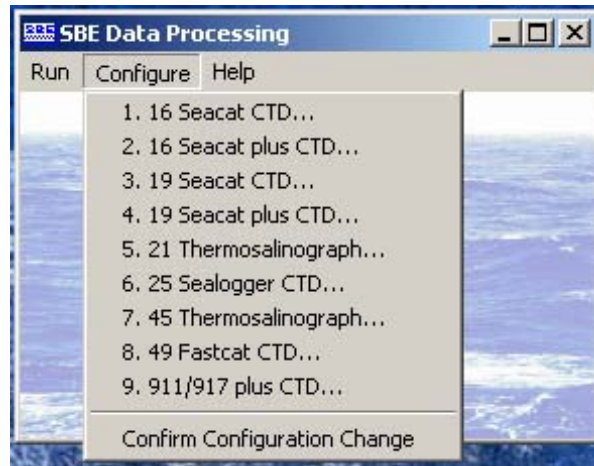 SBE SBE Data Processing
Run Configure Help
1. 16 Seacat CTD...
2. 16 Seacat plus CTD...
3. 19 Seacat CTD...
4. 19 Seacat plus CTD...
5. 21 Thermosalinograph...
6. 25 Sealogger CTD...
7. 45 Thermosalinograph...
8. 49 Fastcat CTD...
9. 911/917 plus CTD...
Confirm Configuration Change